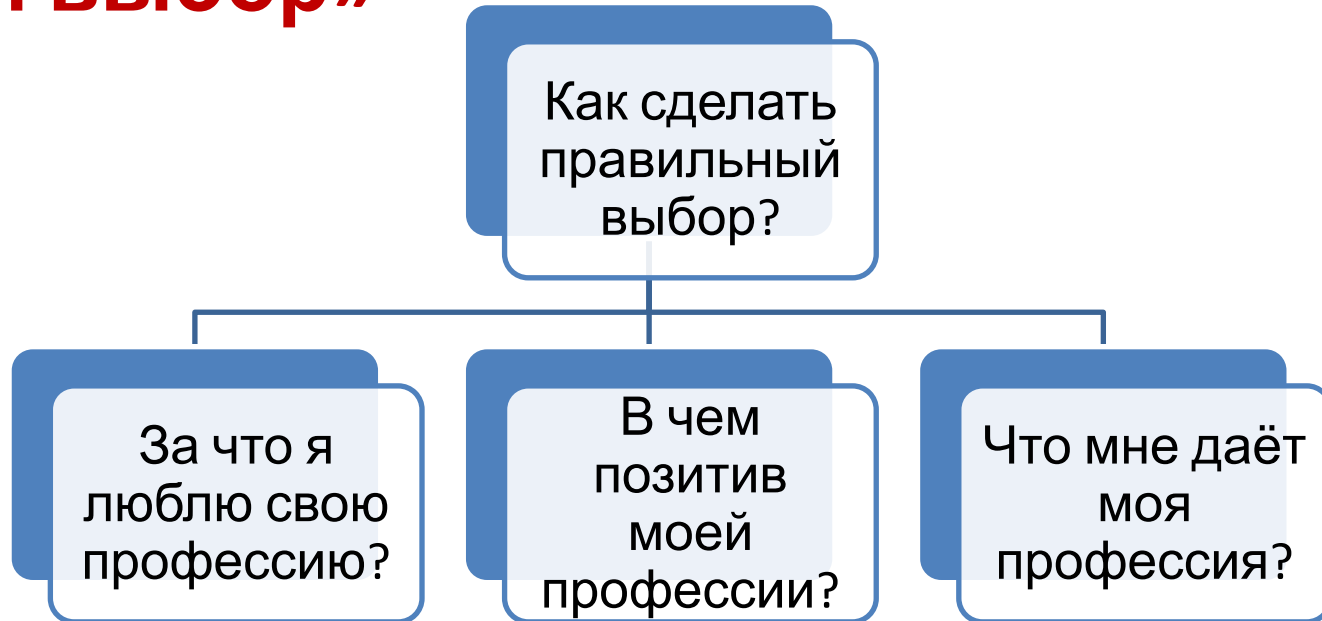 выбор»
Как сделать
правильный
выбор?
За что я
люблю свою
профессию?
В чем
позитив
моей
профессии?
Что мне даёт
моя
профессия?